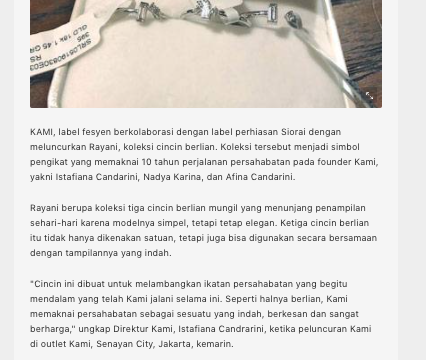 GLD 18K 1.45 GR
RS
KAMI, label fesyen berkolaborasi dengan label perhiasan Siorai dengan
meluncurkan Rayani, koleksi cincin berlian. Koleksi tersebut menjadi simbol
pengikat yang memaknai 10 tahun perjalanan persahabatan pada founder Kami,
yakni Istafiana Candarini, Nadya Karina, dan Afina Candarini.
Rayani berupa koleksi tiga cincin berlian mungil yang menunjang penampilan
sehari-hari karena modelnya simpel, tetapi tetap elegan. Ketiga cincin berlian
itu tidak hanya dikenakan satuan, tetapi juga bisa digunakan secara bersamaan
dengan tampilannya yang indah.
"Cincin ini dibuat untuk melambangkan ikatan persahabatan yang begitu
mendalam yang telah Kami jalani selama ini. Seperti halnya berlian, Kami
memaknai persahabatan sebagai sesuatu yang indah, berkesan dan sangat
berharga," ungkap Direktur Kami, Istafiana Candrarini, ketika peluncuran Kami
di outlet Kami, Senayan City, Jakarta, kemarin.